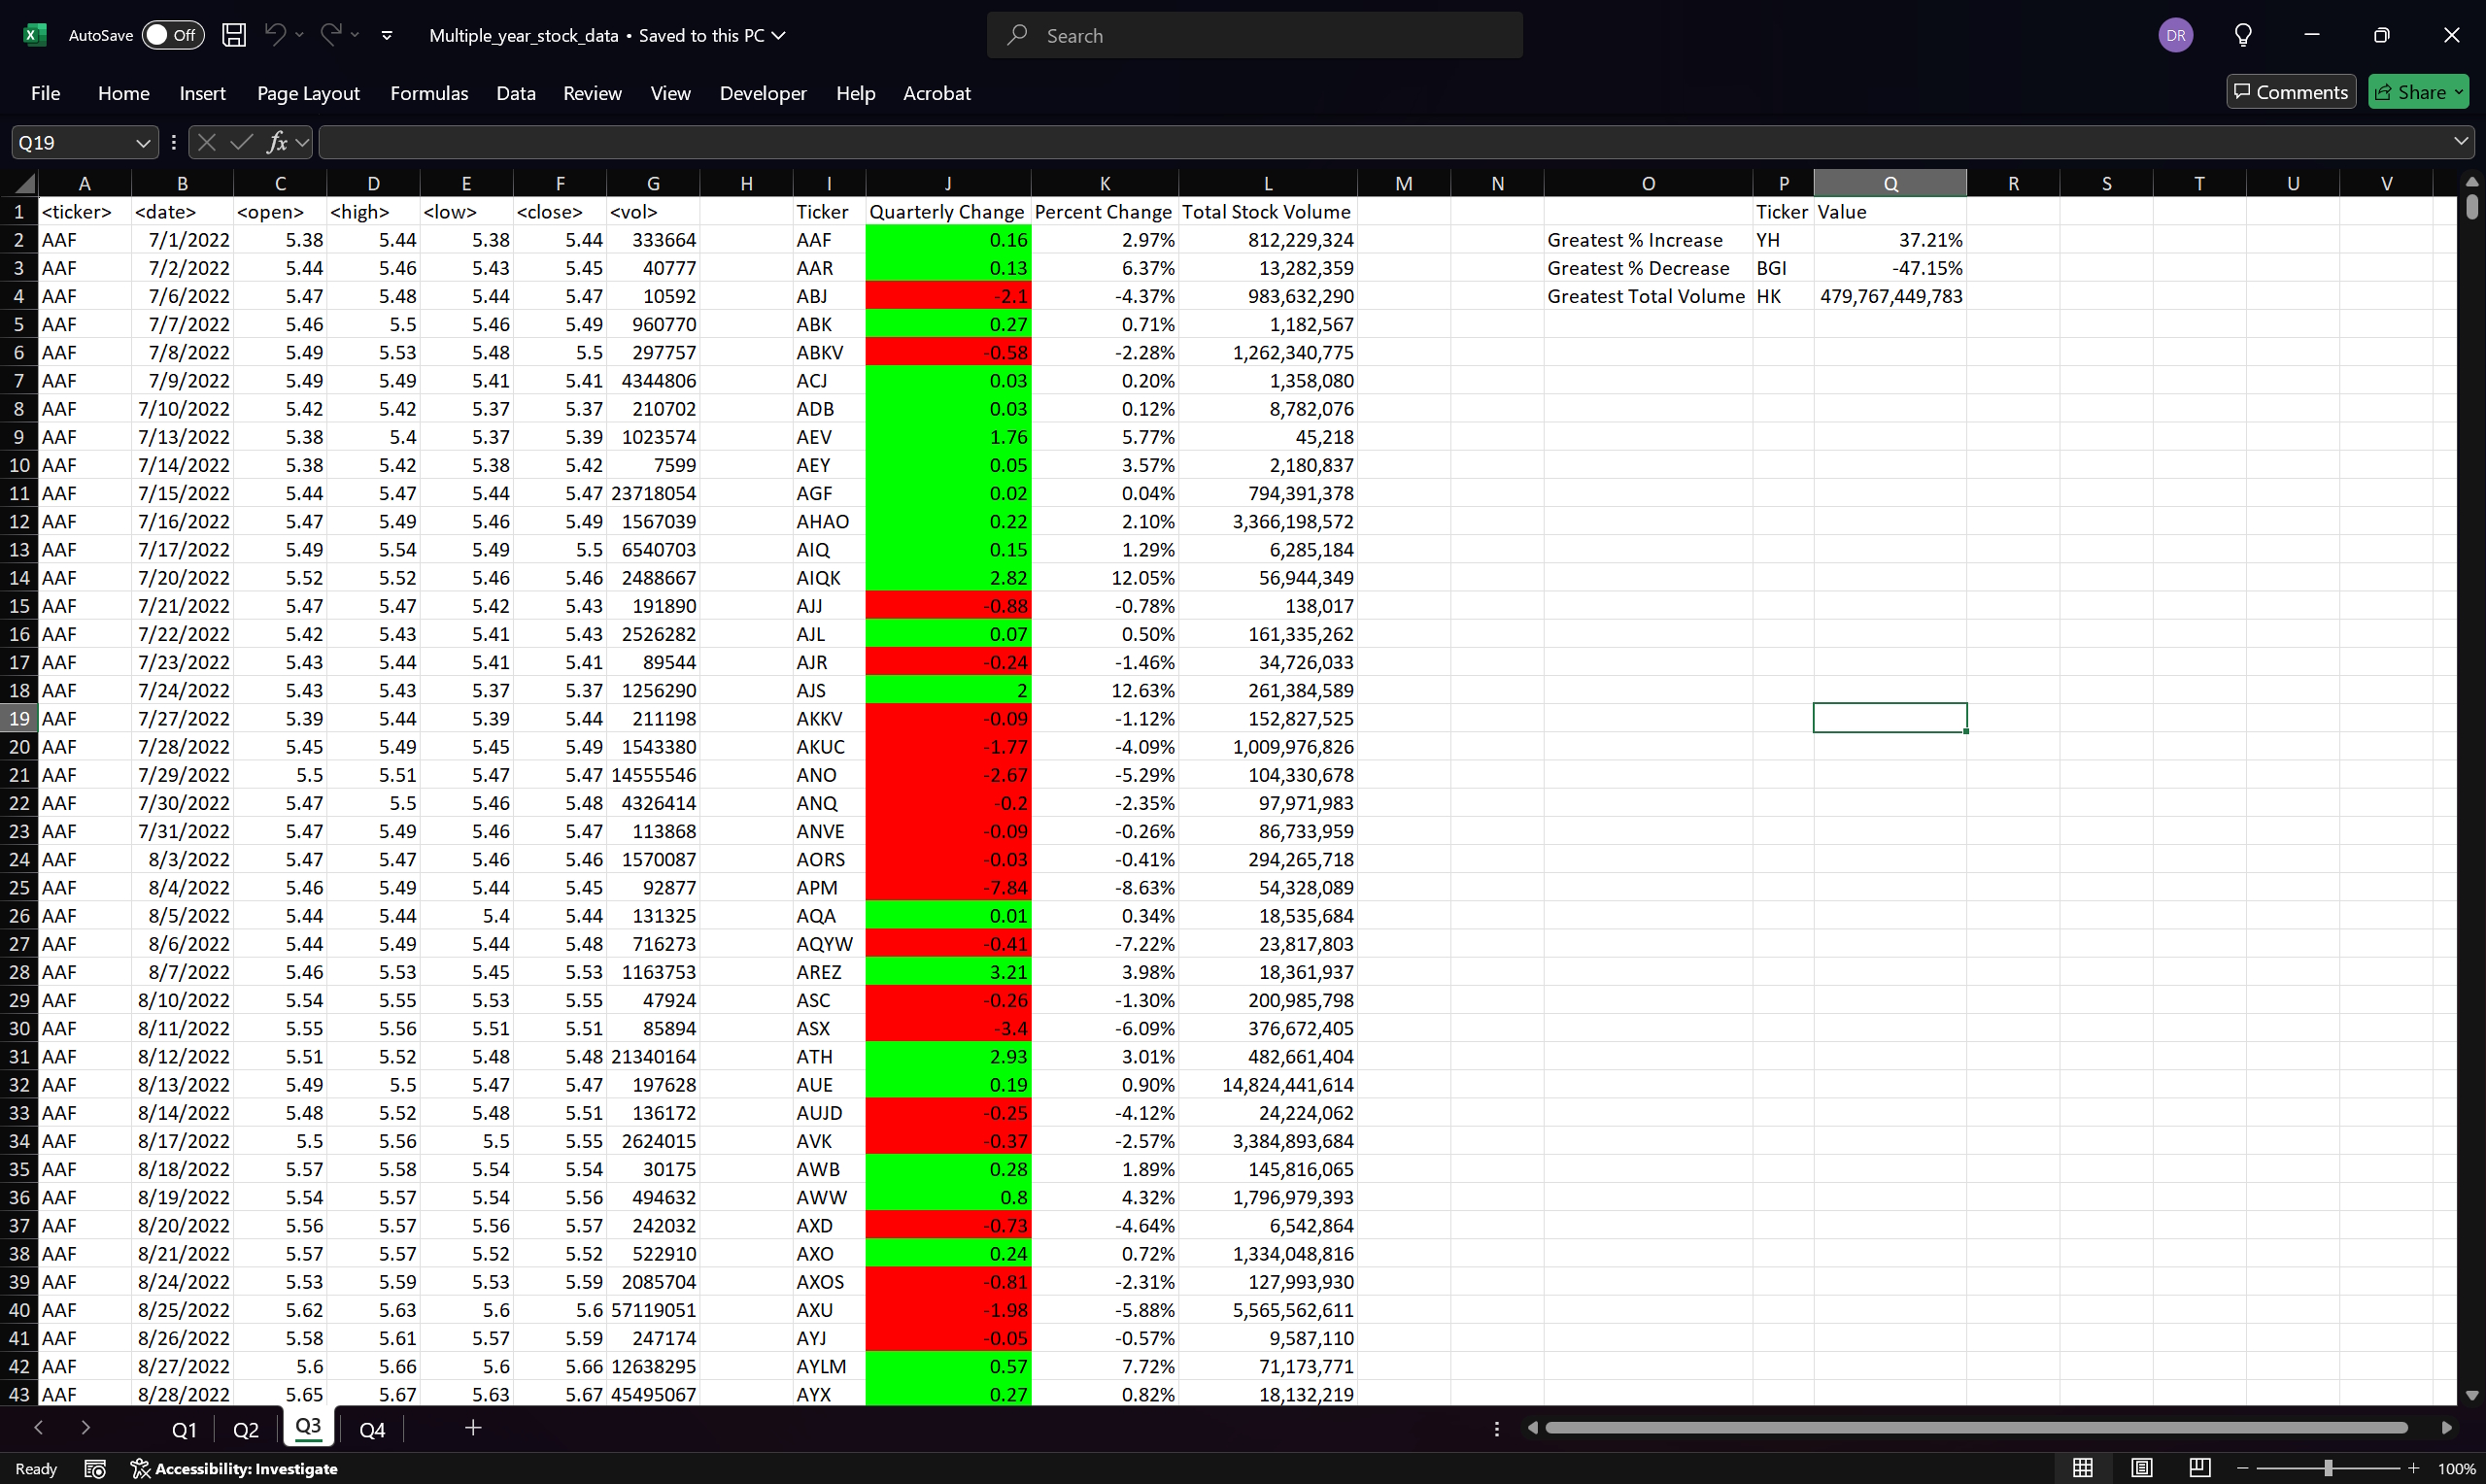 AutoSave Off Multiple_year_stock_data • Saved to this PC Search DR
File Home Insert Page Layout Formulas Data Review View Developer Help Acrobat Comments Share
Q19 fx
A B C D E F G H I J K L M N O P Q R S T U V
1 <ticker> <date> <open> <high> <low> <close> <vol> Ticker Quarterly Change Percent Change Total Stock Volume Ticker Value
2 AAF 7/1/2022 5.38 5.44 5.38 5.44 333664 AAF 0.16 2.97% 812,229,324 Greatest % Increase YH 37.21%
3 AAF 7/2/2022 5.44 5.46 5.43 5.45 40777 AAR 0.13 6.37% 13,282,359 Greatest % Decrease BGI -47.15%
4 AAF 7/6/2022 5.47 5.48 5.44 5.47 10592 ABJ -2.1 -4.37% 983,632,290 Greatest Total Volume HK 479,767,449,783
5 AAF 7/7/2022 5.46 5.5 5.46 5.49 960770 ABK 0.27 0.71% 1,182,567
6 AAF 7/8/2022 5.49 5.53 5.48 5.5 297757 ABKV -0.58 -2.28% 1,262,340,775
7 AAF 7/9/2022 5.49 5.49 5.41 5.41 4344806 ACJ 0.03 0.20% 1,358,080
8 AAF 7/10/2022 5.42 5.42 5.37 5.37 210702 ADB 0.03 0.12% 8,782,076
9 AAF 7/13/2022 5.38 5.4 5.37 5.39 1023574 AEV 1.76 5.77% 45,218
10 AAF 7/14/2022 5.38 5.42 5.38 5.42 7599 AEY 0.05 3.57% 2,180,837
11 AAF 7/15/2022 5.44 5.47 5.44 5.47 23718054 AGF 0.02 0.04% 794,391,378
12 AAF 7/16/2022 5.47 5.49 5.46 5.49 1567039 AHAO 0.22 2.10% 3,366,198,572
13 AAF 7/17/2022 5.49 5.54 5.49 5.5 6540703 AIQ 0.15 1.29% 6,285,184
14 AAF 7/20/2022 5.52 5.52 5.46 5.46 2488667 AIQK 2.82 12.05% 56,944,349
15 AAF 7/21/2022 5.47 5.47 5.42 5.43 191890 AJJ -0.88 -0.78% 138,017
16 AAF 7/22/2022 5.42 5.43 5.41 5.43 2526282 AJL 0.07 0.50% 161,335,262
17 AAF 7/23/2022 5.43 5.44 5.41 5.41 89544 AJR -0.24 -1.46% 34,726,033
18 AAF 7/24/2022 5.43 5.43 5.37 5.37 1256290 AJS 2 12.63% 261,384,589
19 AAF 7/27/2022 5.39 5.44 5.39 5.44 211198 AKKV -0.09 -1.12% 152,827,525
20 AAF 7/28/2022 5.45 5.49 5.45 5.49 1543380 AKUC -1.77 -4.09% 1,009,976,826
21 AAF 7/29/2022 5.5 5.51 5.47 5.47 14555546 ANO -2.67 -5.29% 104,330,678
22 AAF 7/30/2022 5.47 5.5 5.46 5.48 4326414 ANQ -0.2 -2.35% 97,971,983
23 AAF 7/31/2022 5.47 5.49 5.46 5.47 113868 ANVE -0.09 -0.26% 86,733,959
24 AAF 8/3/2022 5.47 5.47 5.46 5.46 1570087 AORS -0.03 -0.41% 294,265,718
25 AAF 8/4/2022 5.46 5.49 5.44 5.45 92877 APM -7.84 -8.63% 54,328,089
26 AAF 8/5/2022 5.44 5.44 5.4 5.44 131325 AQA 0.01 0.34% 18,535,684
27 AAF 8/6/2022 5.44 5.49 5.44 5.48 716273 AQYW -0.41 -7.22% 23,817,803
28 AAF 8/7/2022 5.46 5.53 5.45 5.53 1163753 AREZ 3.21 3.98% 18,361,937
29 AAF 8/10/2022 5.54 5.55 5.53 5.55 47924 ASC -0.26 -1.30% 200,985,798
30 AAF 8/11/2022 5.55 5.56 5.51 5.51 85894 ASX -3.4 -6.09% 376,672,405
31 AAF 8/12/2022 5.51 5.52 5.48 5.48 21340164 ATH 2.93 3.01% 482,661,404
32 AAF 8/13/2022 5.49 5.5 5.47 5.47 197628 AUE 0.19 0.90% 14,824,441,614
33 AAF 8/14/2022 5.48 5.52 5.48 5.51 136172 AUJD -0.25 -4.12% 24,224,062
34 AAF 8/17/2022 5.5 5.56 5.5 5.55 2624015 AVK -0.37 -2.57% 3,384,893,684
35 AAF 8/18/2022 5.57 5.58 5.54 5.54 30175 AWB 0.28 1.89% 145,816,065
36 AAF 8/19/2022 5.54 5.57 5.54 5.56 494632 AWW 0.8 4.32% 1,796,979,393
37 AAF 8/20/2022 5.56 5.57 5.56 5.57 242032 AXD -0.73 -4.64% 6,542,864
38 AAF 8/21/2022 5.57 5.57 5.52 5.52 522910 AXO 0.24 0.72% 1,334,048,816
39 AAF 8/24/2022 5.53 5.59 5.53 5.59 2085704 AXOS -0.81 -2.31% 127,993,930
40 AAF 8/25/2022 5.62 5.63 5.6 5.6 57119051 AXU -1.98 -5.88% 5,565,562,611
41 AAF 8/26/2022 5.58 5.61 5.57 5.59 247174 AYJ -0.05 -0.57% 9,587,110
42 AAF 8/27/2022 5.6 5.66 5.6 5.66 12638295 AYLM 0.57 7.72% 71,173,771
43 AAF 8/28/2022 5.65 5.67 5.63 5.67 45495067 AYX 0.27 0.82% 18,132,219
Q1 Q2 Q3 Q4
Ready Accessibility: Investigate 100%